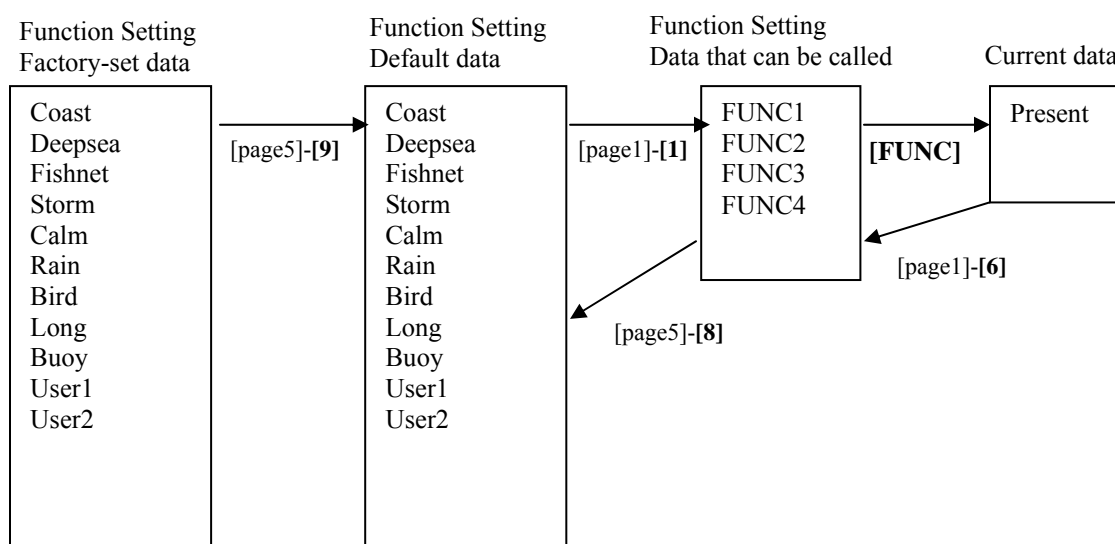 Function Setting
Factory-set data
Coast
Deepsea
Fishnet
Storm
Calm
Rain
Bird
Long
Buoy
User1
User2
[page5]-[9]
Function Setting
Default data
Coast
Deepsea
Fishnet
Storm
Calm
Rain
Bird
Long
Buoy
User1
User2
[page1]-[1]
[page5]-[8]
Function Setting
Data that can be called
FUNC1
FUNC2
FUNC3
FUNC4
[FUNC]
[page1]-[6]
Current data
Present